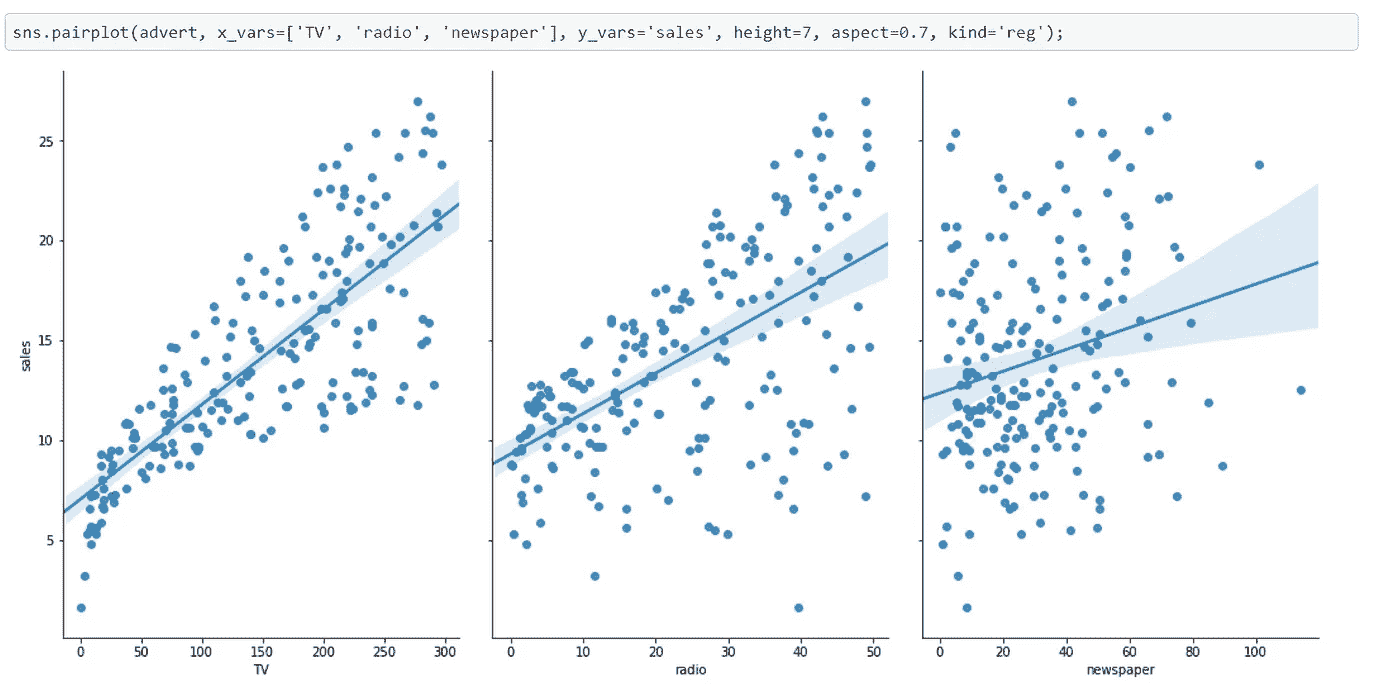 sns.pairplot(advert, x_vars=['TV', 'radio', 'newspaper'], y_vars='sales', height=7, aspect=0.7, kind='reg');
25
20
15
10
5
sales
0 50 100 150 200 250 300
TV
0 10 20 30 40 50
radio
0 20 40 60 80 100
newspaper